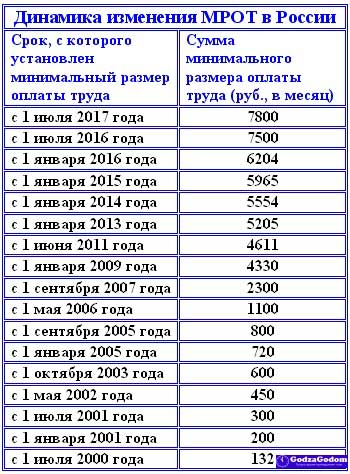 Динамика изменения МРОТ в России
Срок, с которого
установлен
минимальный размер
оплаты труда
Сумма
минимального
размера оплаты
труда (руб., в месяц)
с 1 июля 2017 года 7800
с 1 июля 2016 года 7500
с 1 января 2016 года 6204
с 1 января 2015 года 5965
с 1 января 2014 года 5554
с 1 января 2013 года 5205
с 1 июня 2011 года 4611
с 1 января 2009 года 4330
с 1 сентября 2007 года 2300
с 1 мая 2006 года 1100
с 1 сентября 2005 года 800
с 1 января 2005 года 720
с 1 октября 2003 года 600
с 1 мая 2002 года 450
с 1 июля 2001 года 300
с 1 января 2001 года 200
с 1 июля 2000 года 132
GodzaGodom